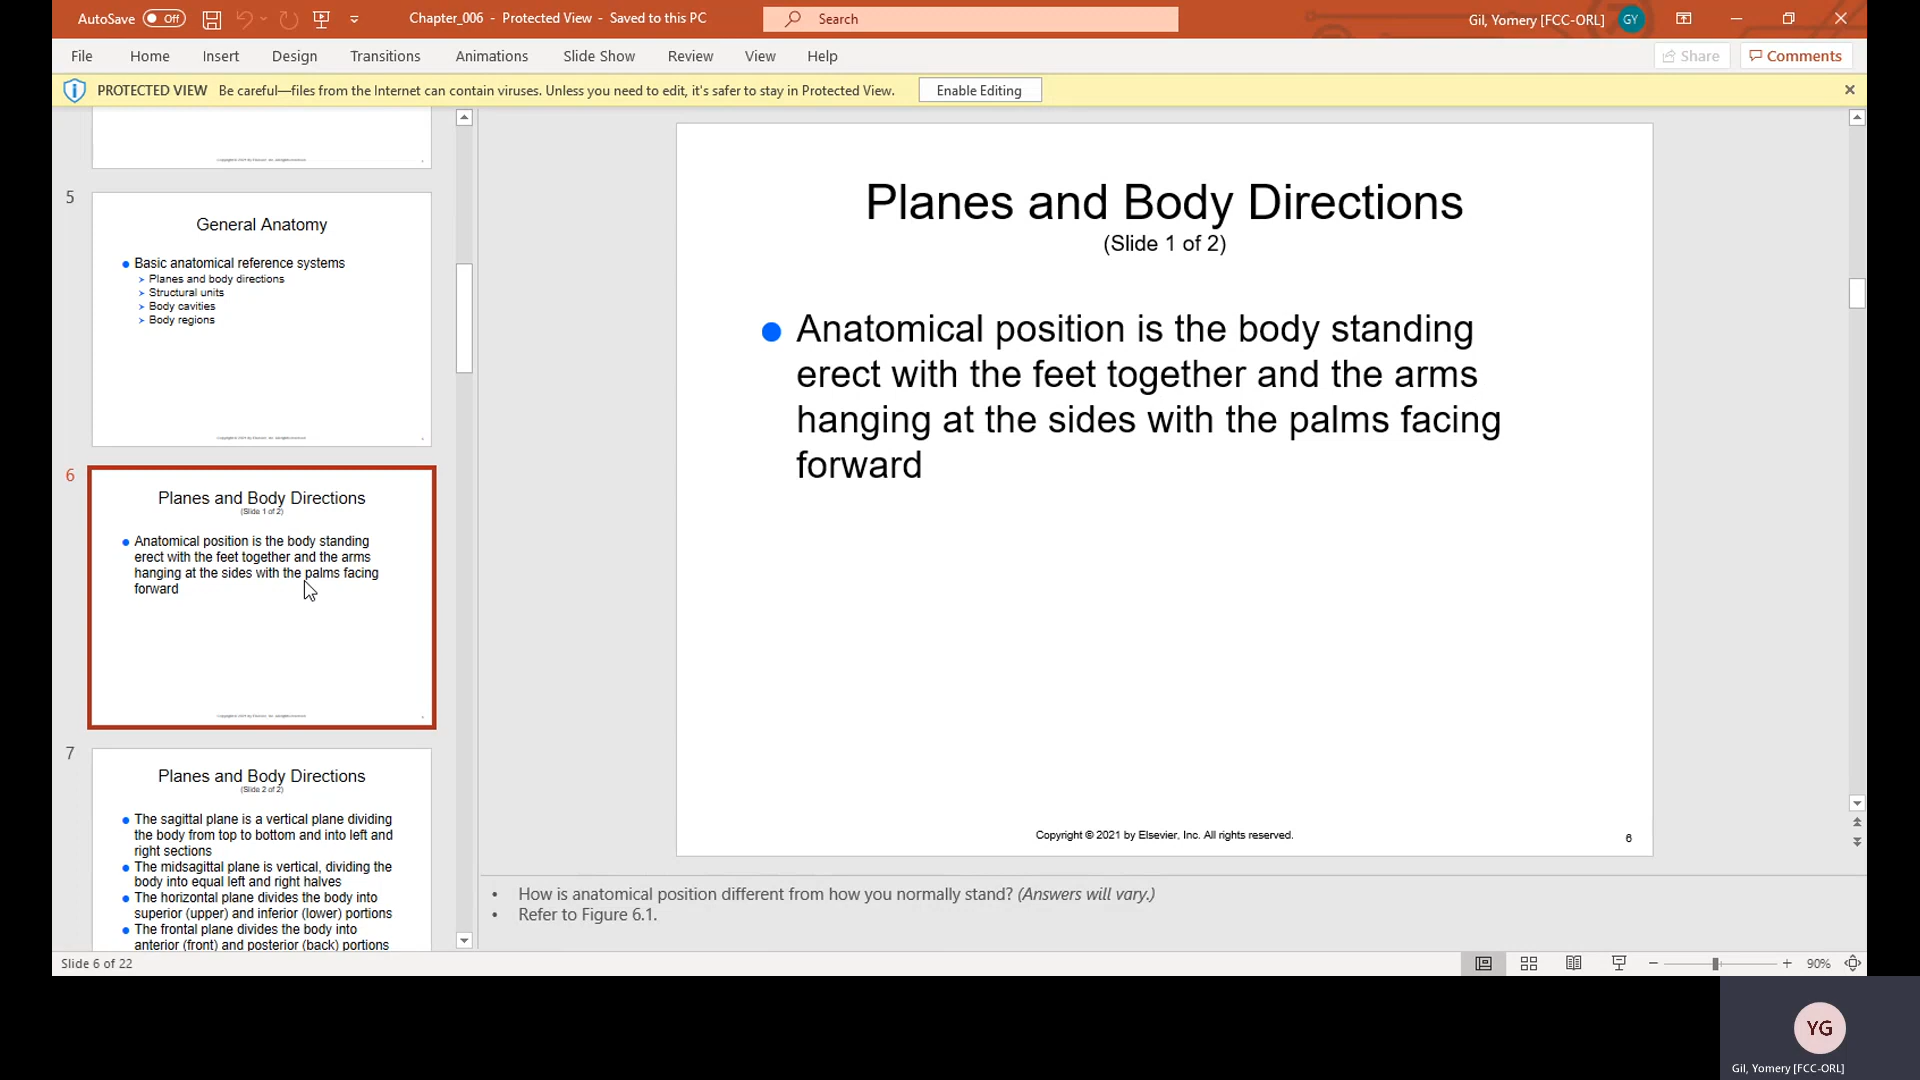 AutoSave Off Chapter_006 - Protected View - Saved to this PC Search Gil, Yomery [FCC-ORL] GY
File Home Insert Design Transitions Animations Slide Show Review View Help Share Comments
PROTECTED VIEW Be careful—files from the Internet can contain viruses. Unless you need to edit, it's safer to stay in Protected View. Enable Editing
5
General Anatomy
Basic anatomical reference systems
Planes and body directions
Structural units
Body cavities
Body regions
6
Planes and Body Directions
(Slide 1 of 2)
Anatomical position is the body standing
erect with the feet together and the arms
hanging at the sides with the palms facing
forward
7
Planes and Body Directions
(Slide 2 of 2)
The sagittal plane is a vertical plane dividing
the body from top to bottom and into left and
right sections
The midsagittal plane is vertical, dividing the
body into equal left and right halves
The horizontal plane divides the body into
superior (upper) and inferior (lower) portions
The frontal plane divides the body into
anterior (front) and posterior (back) portions
Planes and Body Directions
(Slide 1 of 2)
Anatomical position is the body standing
erect with the feet together and the arms
hanging at the sides with the palms facing
forward
Copyright © 2021 by Elsevier, Inc. All rights reserved.
6
• How is anatomical position different from how you normally stand? (Answers will vary.)
• Refer to Figure 6.1.
Slide 6 of 22 90%
YG
Gil, Yomery [FCC-ORL]